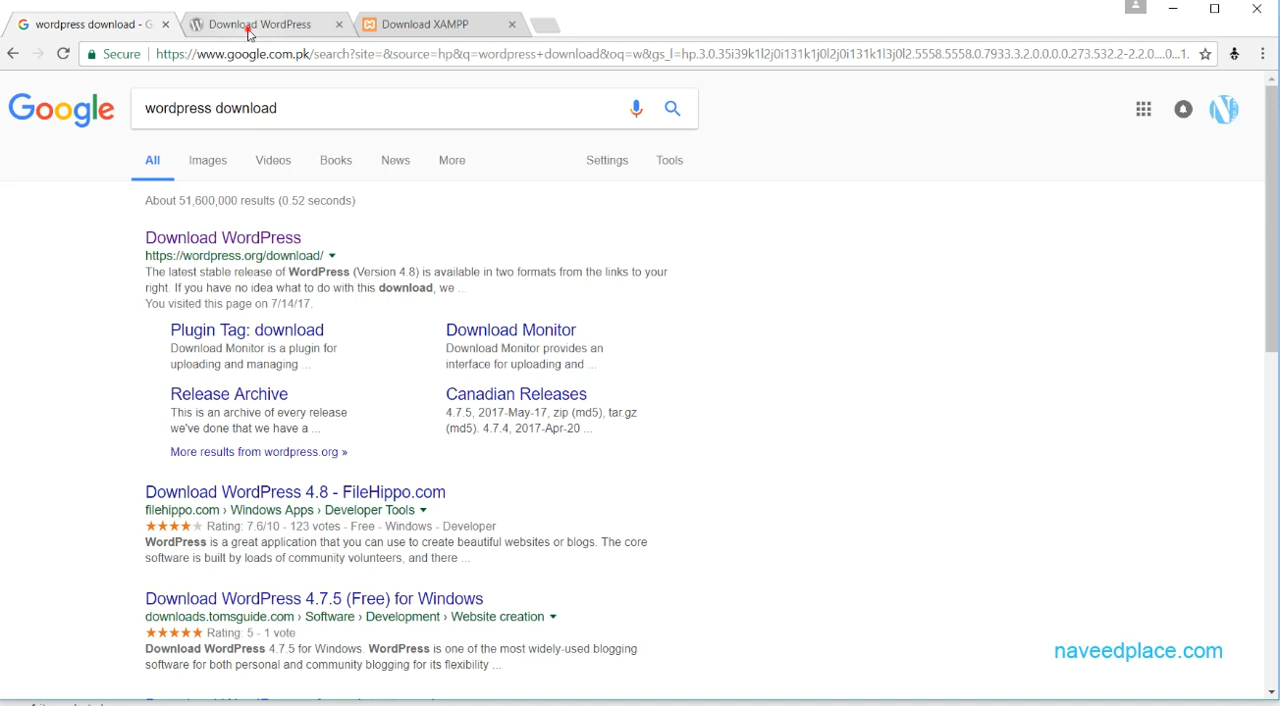 wordpress download - G
Download WordPress
Download XAMPP
Secure
https://www.google.com.pk/search?site=&source=hp&q=wordpress+download&oq=w&gs_l=hp.3.0.35i39k1l2j0i131k1j0l2j0i131k1l3j0l2.5558.5558.0.7933.3.2.0.0.0.0.273.532.2-2.2.0....0...1.
Google
wordpress download
All
Images
Videos
Books
News
More
Settings
Tools
About 51,600,000 results (0.52 seconds)
Download WordPress
https://wordpress.org/download/
The latest stable release of WordPress (Version 4.8) is available in two formats from the links to your
right. If you have no idea what to do with this download, we ...
You visited this page on 7/14/17.
Plugin Tag: download
Download Monitor is a plugin for
uploading and managing ...
Download Monitor
Download Monitor provides an
interface for uploading and ...
Release Archive
This is an archive of every release
we've done that we have a ...
Canadian Releases
4.7.5, 2017-May-17, zip (md5), tar.gz
(md5). 4.7.4, 2017-Apr-20 ...
More results from wordpress.org »
Download WordPress 4.8 - FileHippo.com
filehippo.com › Windows Apps › Developer Tools
Rating: 7.6/10 - 123 votes - Free - Windows - Developer
WordPress is a great application that you can use to create beautiful websites or blogs. The core
software is built by loads of community volunteers, and there ...
Download WordPress 4.7.5 (Free) for Windows
downloads.tomsguide.com › Software › Development › Website creation
Rating: 5 - 1 vote
Download WordPress 4.7.5 for Windows. WordPress is one of the most widely-used blogging
software for both personal and community blogging for its flexibility ...
naveedplace.com